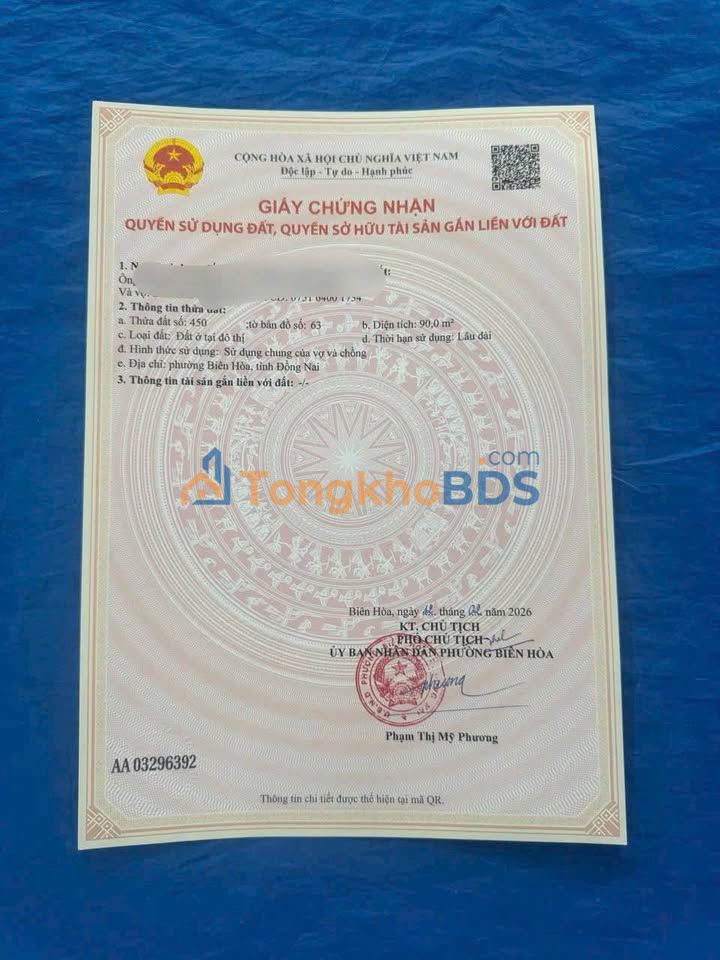 CỘNG HÒA XÃ HỘI CHỦ NGHĨA VIỆT NAM
Độc lập - Tự do - Hạnh phúc
GIẤY CHỨNG NHẬN
QUYỀN SỬ DỤNG ĐẤT, QUYỀN SỞ HỮU TÀI SẢN GẮN LIỀN VỚI ĐẤT
1.
Và vợ
2. Thông tin thửa đất:
a. Thửa đất số: 450 ;tờ bản đồ số: 63 b. Diện tích: 90,0 m²
c. Loại đất: Đất ở tại đô thị d. Thời hạn sử dụng: Lâu dài
đ. Hình thức sử dụng: Sử dụng chung của vợ và chồng
e. Địa chỉ: phường Biên Hòa, tỉnh Đồng Nai
3. Thông tin tài sản gắn liền với đất: -/-
TongkhoBDS.com
Biên Hòa, ngày tháng năm 2026
KT. CHỦ TỊCH
PHÓ CHỦ TỊCH
ỦY BAN NHÂN DÂN PHƯỜNG BIÊN HÒA
Phạm Thị Mỹ Phương
AA 03296392
Thông tin chi tiết được thể hiện tại mã QR.